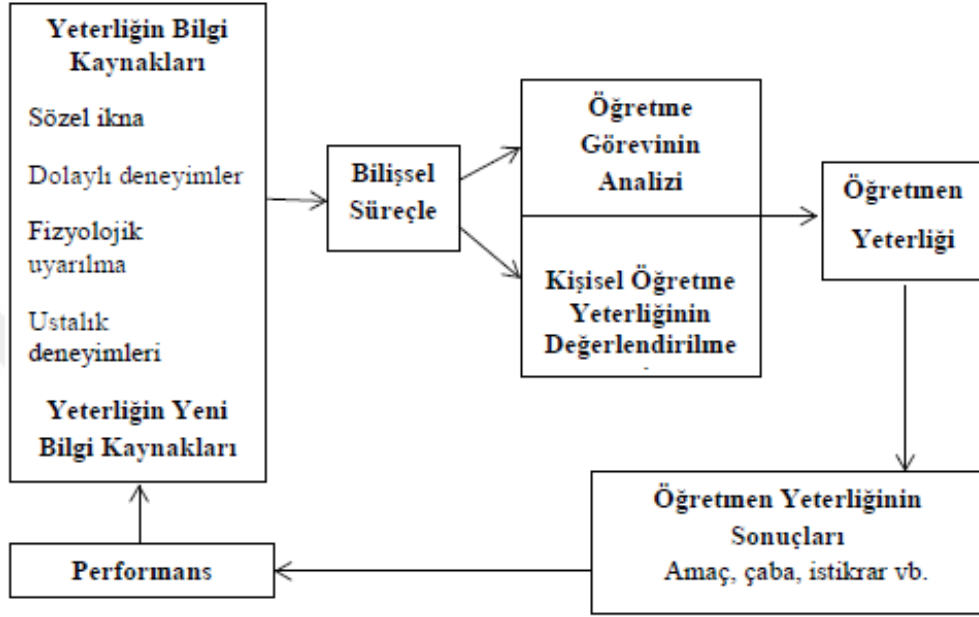 Yeterliğin Bilgi
Kaynakları
Sözel ikna
Dolaylı deneyimler
Fizyolojik
uyarılma
Ustalık
deneyimleri
Yeterliğin Yeni
Bilgi Kaynakları
Bilişsel
Süreçle
Öğretme
Görevinin
Analizi
Kişisel Öğretme
Yeterliğinin
Değerlendirilme
Öğretmen
Yeterliği
Öğretmen Yeterliğinin
Sonuçları
Amaç, çaba, istikrar vb.
Performans